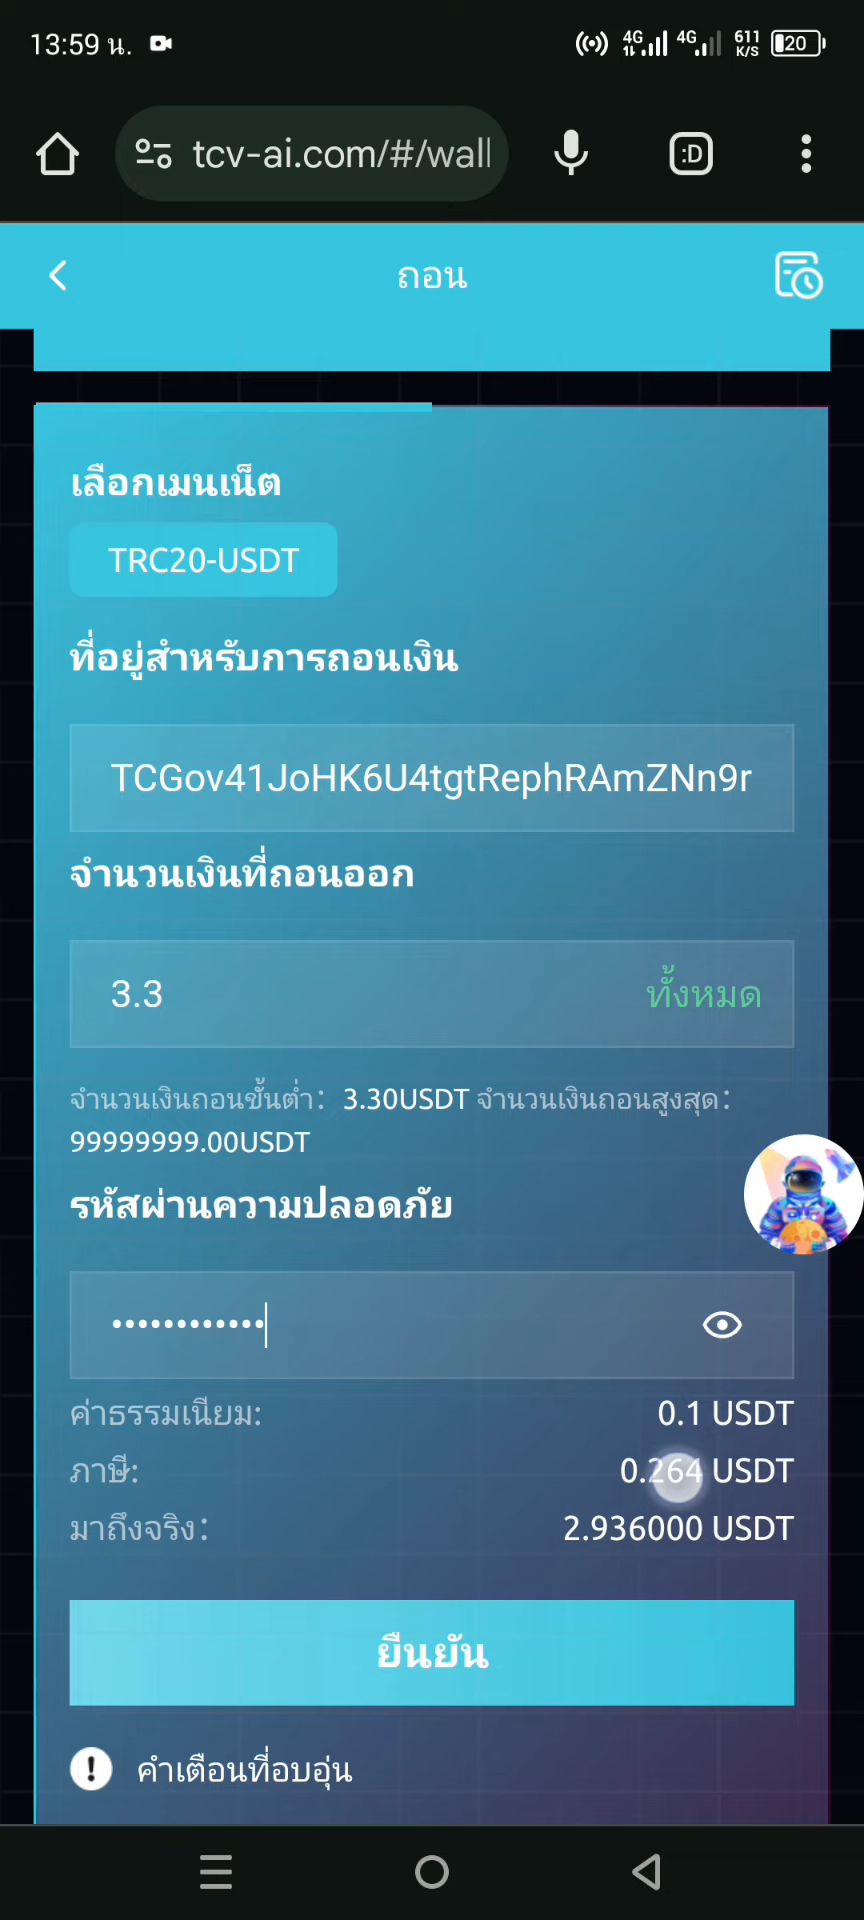 13:59 น.
4G 4G 611 K/S 20
tcv-ai.com/#/wall
:D
ถอน
เลือกเมนเน็ต
TRC20-USDT
ที่อยู่สำหรับการถอนเงิน
TCGov41JoHK6U4tgtRephRAmZNn9r
จำนวนเงินที่ถอนออก
3.3 ทั้งหมด
จำนวนเงินถอนขั้นต่ำ: 3.30USDT จำนวนเงินถอนสูงสุด:
99999999.00USDT
รหัสผ่านความปลอดภัย
••••••••••••
ค่าธรรมเนียม: 0.1 USDT
ภาษี: 0.264 USDT
มาถึงจริง: 2.936000 USDT
ยืนยัน
คำเตือนที่อบอุ่น